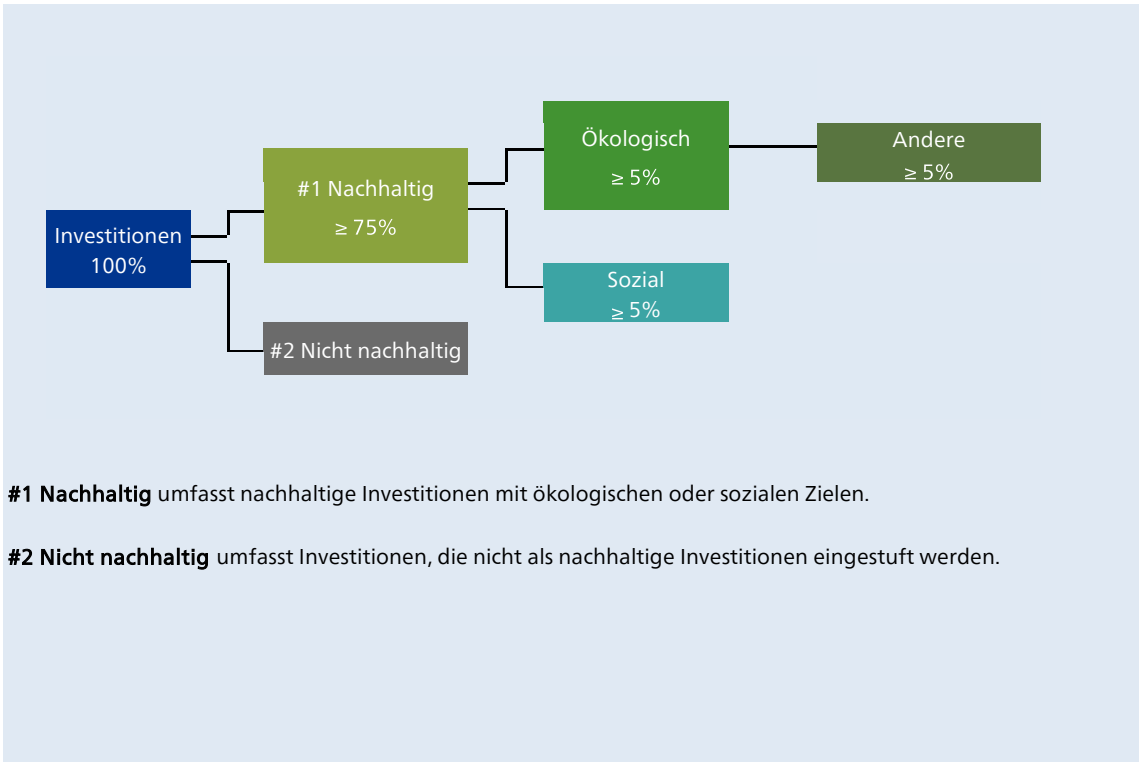 Investitionen
100%
#1 Nachhaltig
≥ 75%
#2 Nicht nachhaltig
Ökologisch
≥ 5%
Sozial
≥ 5%
Andere
≥ 5%
#1 Nachhaltig umfasst nachhaltige Investitionen mit ökologischen oder sozialen Zielen.
#2 Nicht nachhaltig umfasst Investitionen, die nicht als nachhaltige Investitionen eingestuft werden.